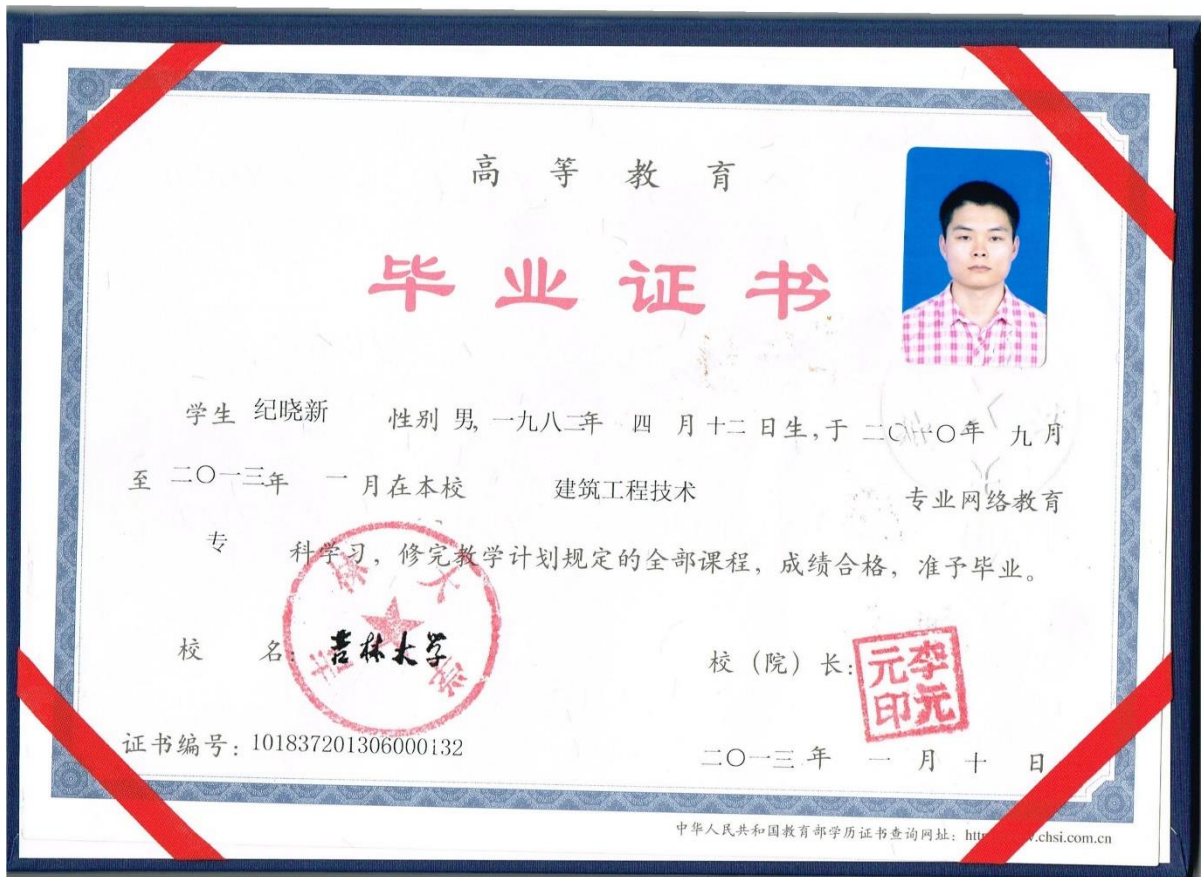 高等教育
毕业证书
学生 纪晓新 性别 男, 一九八二年 四 月 十二 日生, 于 二〇一〇年 九 月
至 二〇一三年 一 月在本校 建筑工程技术 专业网络教育
专 科学习, 修完教学计划规定的全部课程, 成绩合格, 准予毕业。
校 名: 吉林大学
吉林大学
校（院）长:
李元元印
证书编号: 101837201306000132
二〇一三年 一 月 十 日
中华人民共和国教育部学历证书查询网址: .chsi.com.cn